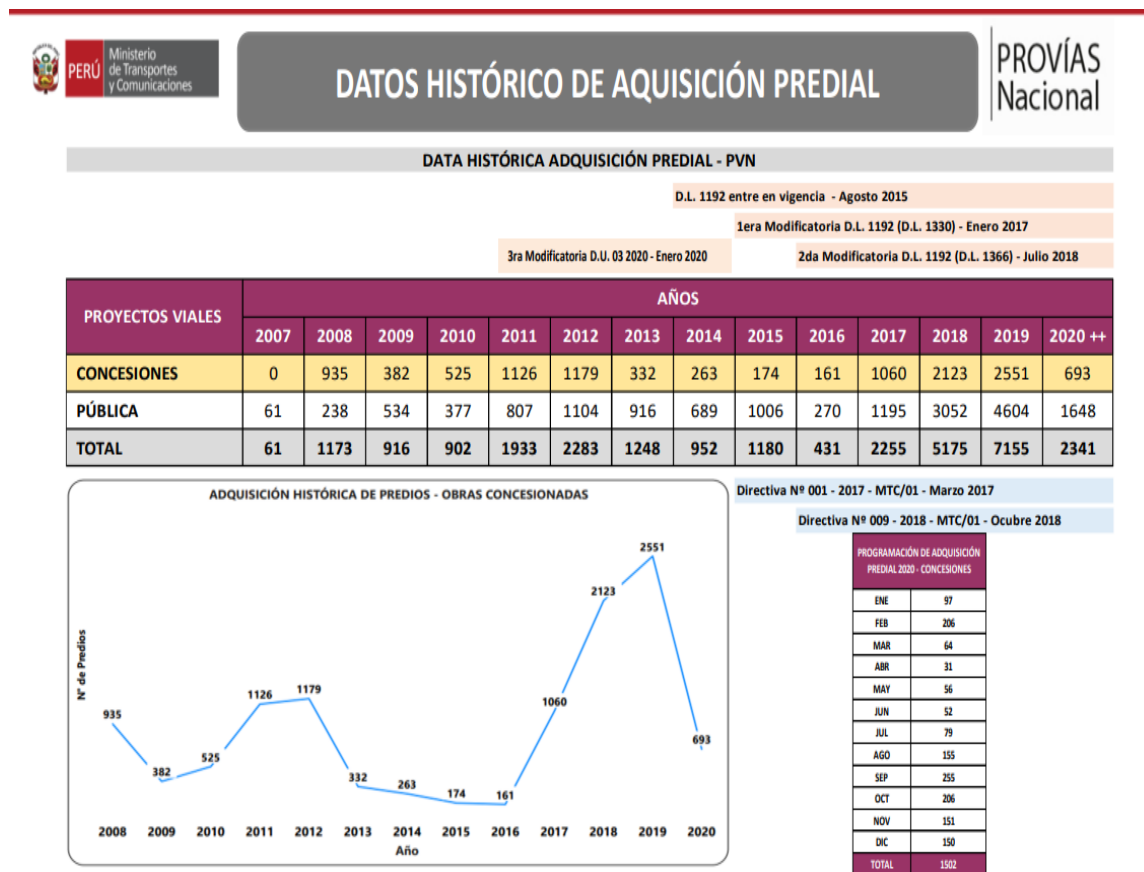 PERÚ
Ministerio
de Transportes
y Comunicaciones
DATOS HISTÓRICO DE AQUISICIÓN PREDIAL
PROVÍAS
Nacional
DATA HISTÓRICA ADQUISICIÓN PREDIAL - PVN
D.L. 1192 entre en vigencia - Agosto 2015
1era Modificatoria D.L. 1192 (D.L. 1330) - Enero 2017
3ra Modificatoria D.U. 03 2020 - Enero 2020
2da Modificatoria D.L. 1192 (D.L. 1366) - Julio 2018
PROYECTOS VIALES
AÑOS
2007 2008 2009 2010 2011 2012 2013 2014 2015 2016 2017 2018 2019 2020 ++
CONCESIONES 0 935 382 525 1126 1179 332 263 174 161 1060 2123 2551 693
PÚBLICA 61 238 534 377 807 1104 916 689 1006 270 1195 3052 4604 1648
TOTAL 61 1173 916 902 1933 2283 1248 952 1180 431 2255 5175 7155 2341
ADQUISICIÓN HISTÓRICA DE PREDIOS - OBRAS CONCESIONADAS
N° de Predios
935
382
525
1126
1179
332
263
174
161
1060
2123
2551
693
2008 2009 2010 2011 2012 2013 2014 2015 2016 2017 2018 2019 2020
Año
Directiva Nº 001 - 2017 - MTC/01 - Marzo 2017
Directiva Nº 009 - 2018 - MTC/01 - Ocubre 2018
PROGRAMACIÓN DE ADQUISICIÓN
PREDIAL 2020 - CONCESIONES
ENE 97
FEB 206
MAR 64
ABR 31
MAY 56
JUN 52
JUL 79
AGO 155
SEP 255
OCT 206
NOV 151
DIC 150
TOTAL 1502